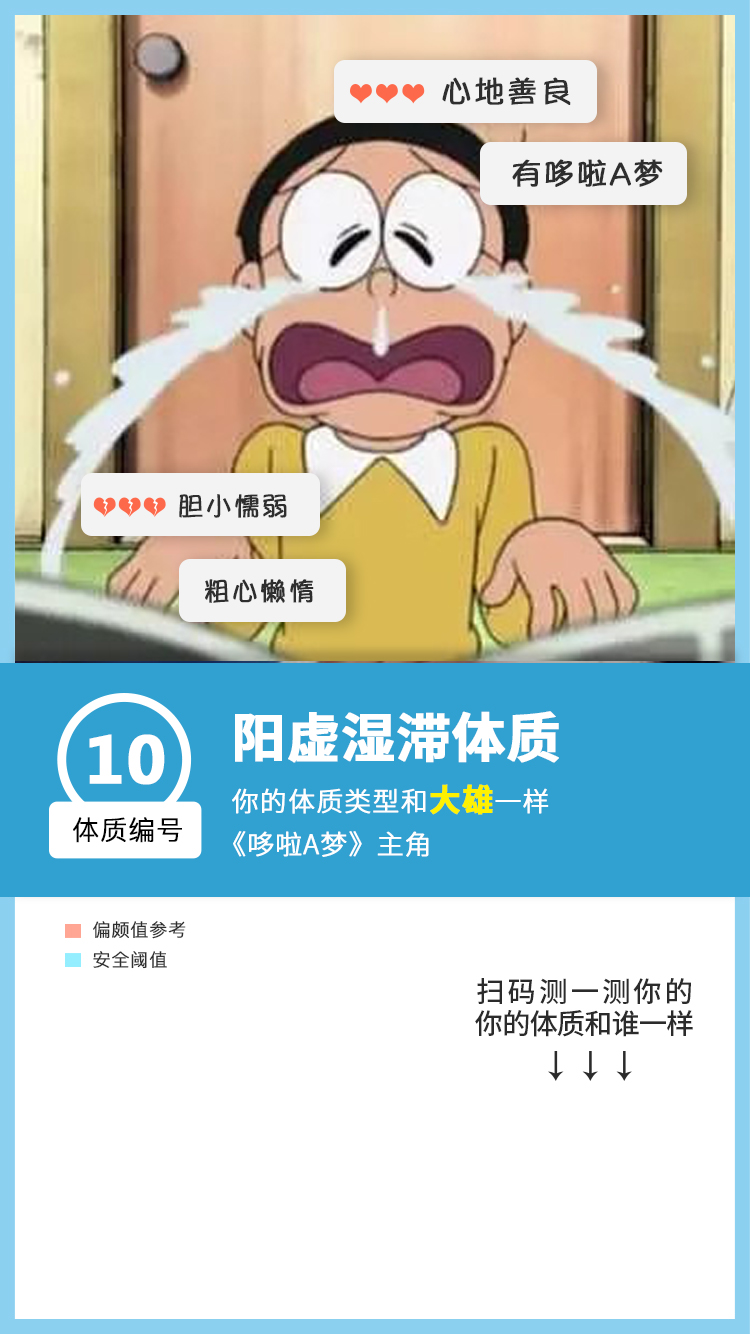 心地善良
有哆啦A梦
胆小懦弱
粗心懒惰
10
体质编号
阳虚湿滞体质
你的体质类型和大雄一样
《哆啦A梦》主角
偏颇值参考
安全阈值
扫码测一测你的
你的体质和谁一样
↓ ↓ ↓